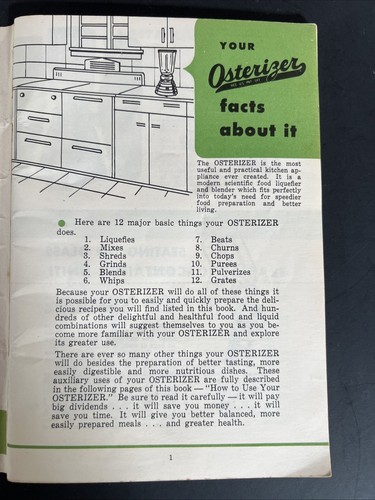 YOUR
Osterizer
facts
about it
The OSTERIZER is the most
useful and practical kitchen ap-
pliance ever created. It is a
modern scientific food liquefier
and blender which fits perfectly
into today's need for speedier
food preparation and better
living.
Here are 12 major basic things your OSTERIZER
does.
1. Liquefies
2. Mixes
3. Shreds
4. Grinds
5. Blends
6. Whips
7. Beats
8. Churns
9. Chops
10. Purees
11. Pulverizes
12. Grates
Because your OSTERIZER will do all of these things it
is possible for you to easily and quickly prepare the deli-
cious recipes you will find listed in this book. And hun-
dreds of other delightful and healthful food and liquid
combinations will suggest themselves to you as you be-
come more familiar with your OSTERIZER and explore
its greater use.
There are ever so many other things your OSTERIZER
will do besides the preparation of better tasting, more
easily digestible and more nutritious dishes. These
auxiliary uses of your OSTERIZER are fully described
in the following pages of this book — "How to Use Your
OSTERIZER." Be sure to read it carefully — it will pay
big dividends . . . it will save you money . . . it will
save you time. It will give you better balanced, more
easily prepared meals . . . and greater health.
1